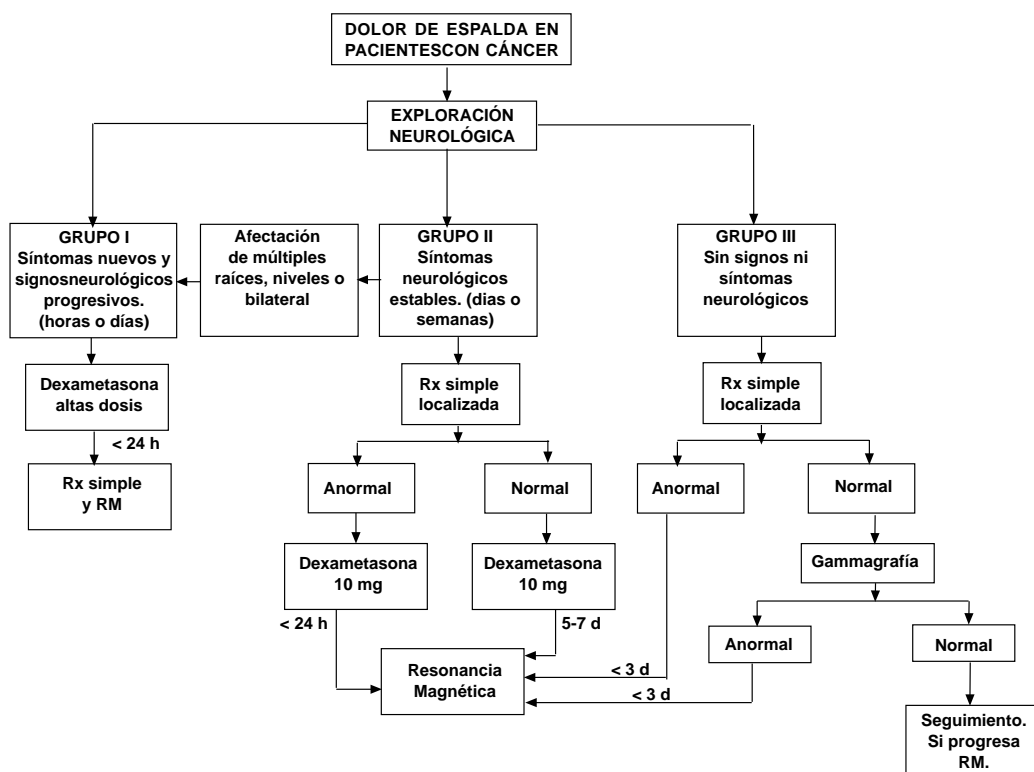 DOLOR DE ESPALDA EN
PACIENTESCON CÁNCER
EXPLORACIÓN
NEUROLÓGICA
GRUPO I
Síntomas nuevos y
signosneurológicos
progresivos.
(horas o días)
Afectación
de múltiples
raíces, niveles o
bilateral
GRUPO II
Síntomas
neurológicos
estables. (dias o
semanas)
GRUPO III
Sin signos ni
síntomas
neurológicos
Dexametasona
altas dosis
Rx simple
localizada
Rx simple
localizada
< 24 h
Rx simple
y RM
Anormal
Normal
Anormal
Normal
Dexametasona
10 mg
Dexametasona
10 mg
Gammagrafía
< 24 h
5-7 d
Anormal
Normal
Resonancia
Magnética
< 3 d
< 3 d
Seguimiento.
Si progresa
RM.